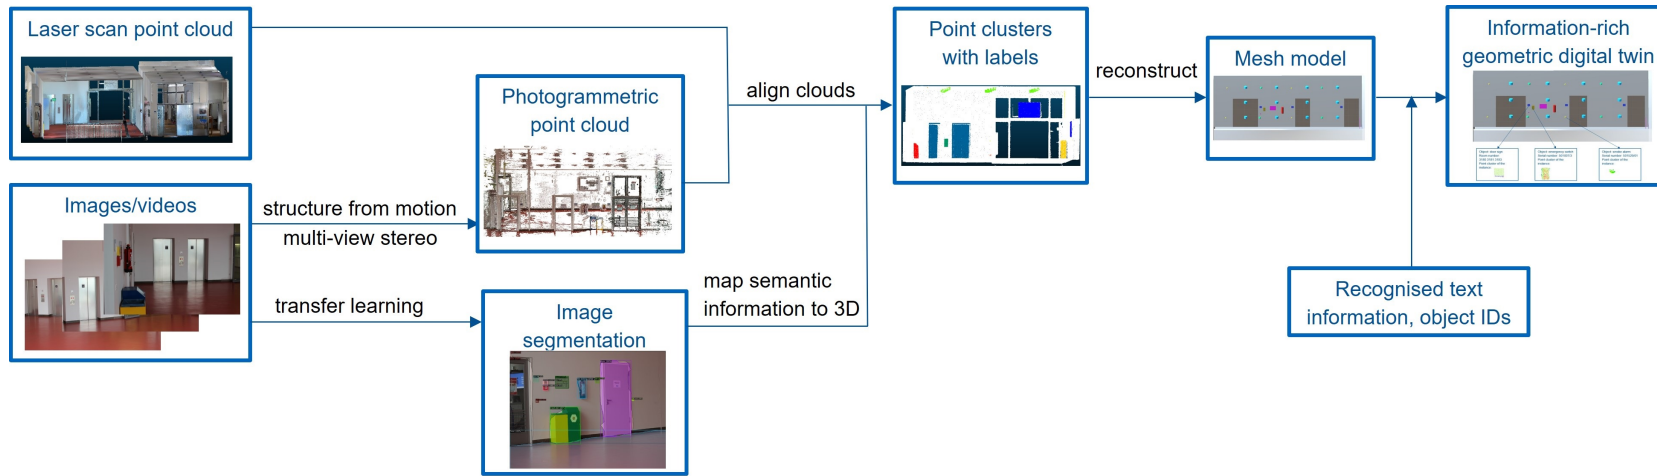 Laser scan point cloud
Images/videos
structure from motion
multi-view stereo
transfer learning
Photogrammetric
point cloud
Image
segmentation
align clouds
map semantic
information to 3D
Point clusters
with labels
reconstruct
Mesh model
Recognised text
information, object IDs
Information-rich
geometric digital twin